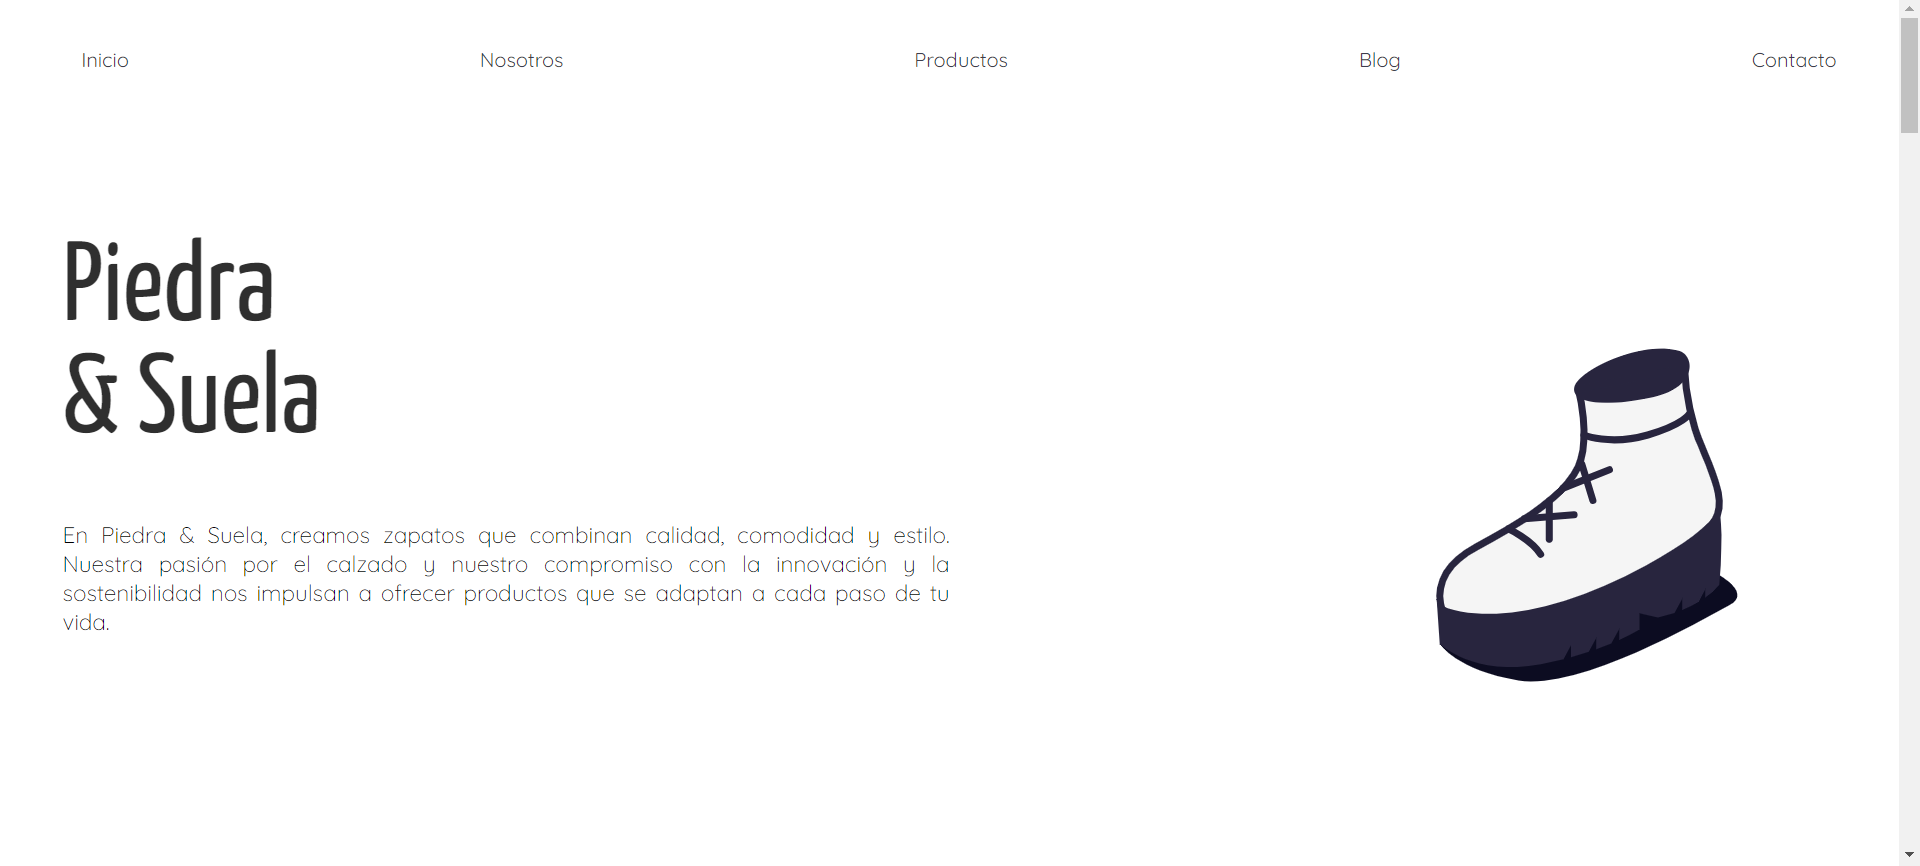 Inicio Nosotros Productos Blog Contacto
Piedra
& Suela
En Piedra & Suela, creamos zapatos que combinan calidad, comodidad y estilo.
Nuestra pasión por el calzado y nuestro compromiso con la innovación y la
sostenibilidad nos impulsan a ofrecer productos que se adaptan a cada paso de tu
vida.